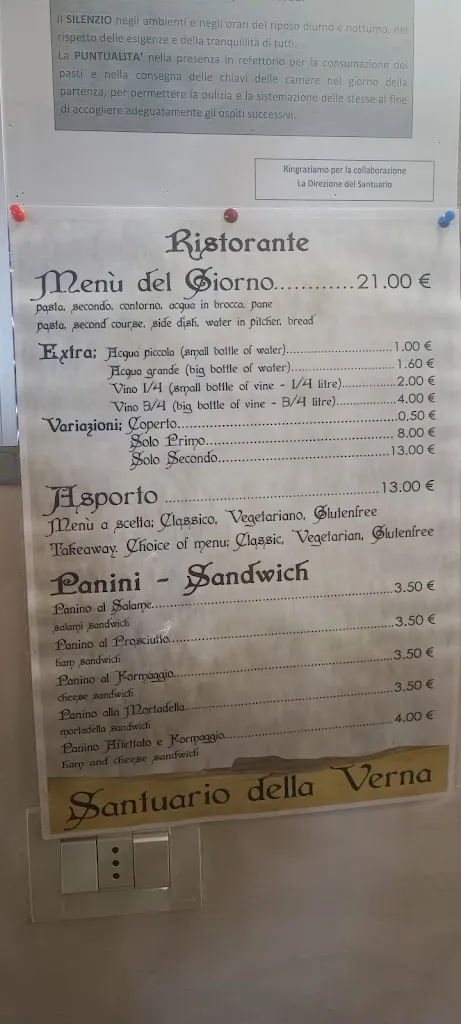 Il SILENZIO negli ambienti e negli orari del riposo diurno e notturno, nel
rispetto delle esigenze e della tranquillità di tutti.
La PUNTUALITA' nella presenza in refettorio per la consumazione dei
pasti e nella consegna delle chiavi delle camere nel giorno della
partenza, per permettere la pulizia e la sistemazione delle stesse al fine
di accogliere adeguatamente gli ospiti successivi.
Ringraziamo per la collaborazione
La Direzione del Santuario
Ristorante
Menù del Giorno............21.00 €
pasta, secondo, contorno, acqua in brocca, pane
pasta, second course, side dish, water in pitcher, bread
Extra: Acqua piccola (small bottle of water)..........................1.00 €
Acqua grande (big bottle of water)..........................1.60 €
Vino 1/4 (small bottle of vine - 1/4 litre)..............2.00 €
Vino 3/4 (big bottle of vine - 3/4 litre)..................4.00 €
Variazioni: Coperto..................................................0,50 €
Solo Primo.................................................8.00 €
Solo Secondo.............................................13.00 €
Asporto ............................................13.00 €
Menù a scelta: Classico, Vegetariano, Glutenfree
Takeaway. Choice of menu: Classic, Vegetarian, Glutenfree
Panini - Sandwich
Panino al Salame......................................................3.50 €
salami sandwich
Panino al Prosciutto..................................................3.50 €
ham sandwich
Panino al Formaggio.................................................3.50 €
cheese sandwich
Panino alla Mortadella...............................................3.50 €
mortadella sandwich
Panino Affettato e Formaggio.....................................4.00 €
ham and cheese sandwich
Santuario della Verna